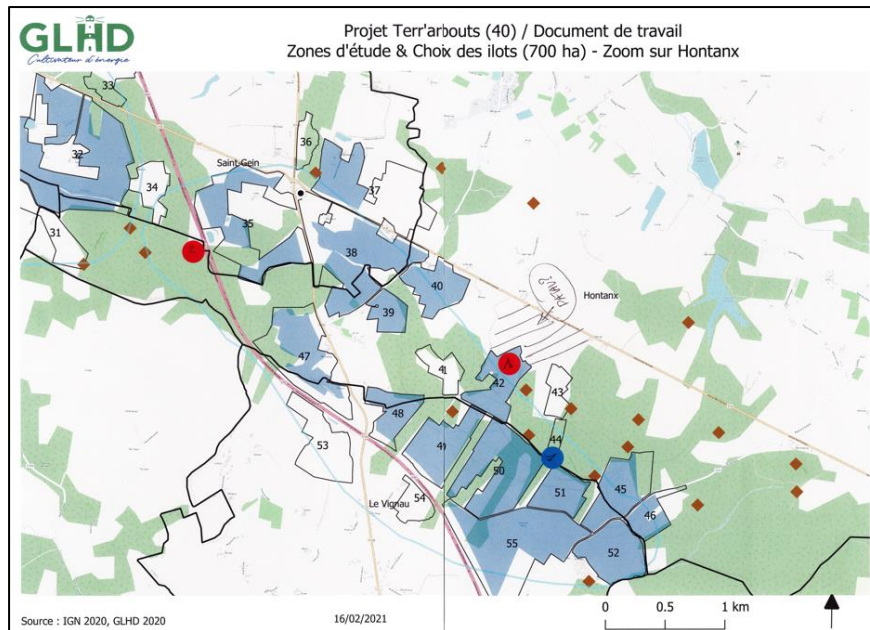 GLHD
Cultivateur d'énergie
Projet Terr'arbouts (40) / Document de travail
Zones d'étude & Choix des ilots (700 ha) - Zoom sur Hontanx
33
32
34
31
Saint-Gein
36
37
35
38
39
40
Hontanx
47
41
42
43
44
48
49
50
51
45
46
52
53
54
Le Vignau
55
Source : IGN 2020, GLHD 2020
16/02/2021
0 0.5 1 km